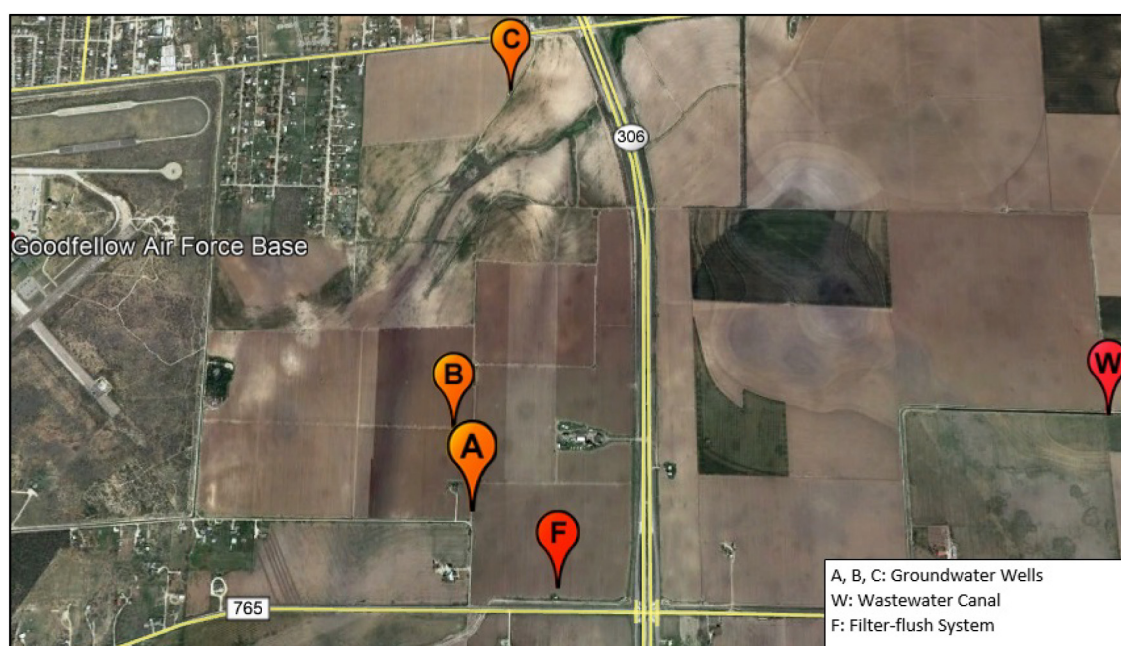 C
306
Goodfellow Air Force Base
B
W
A
F
A, B, C: Groundwater Wells
W: Wastewater Canal
F: Filter-flush System
765